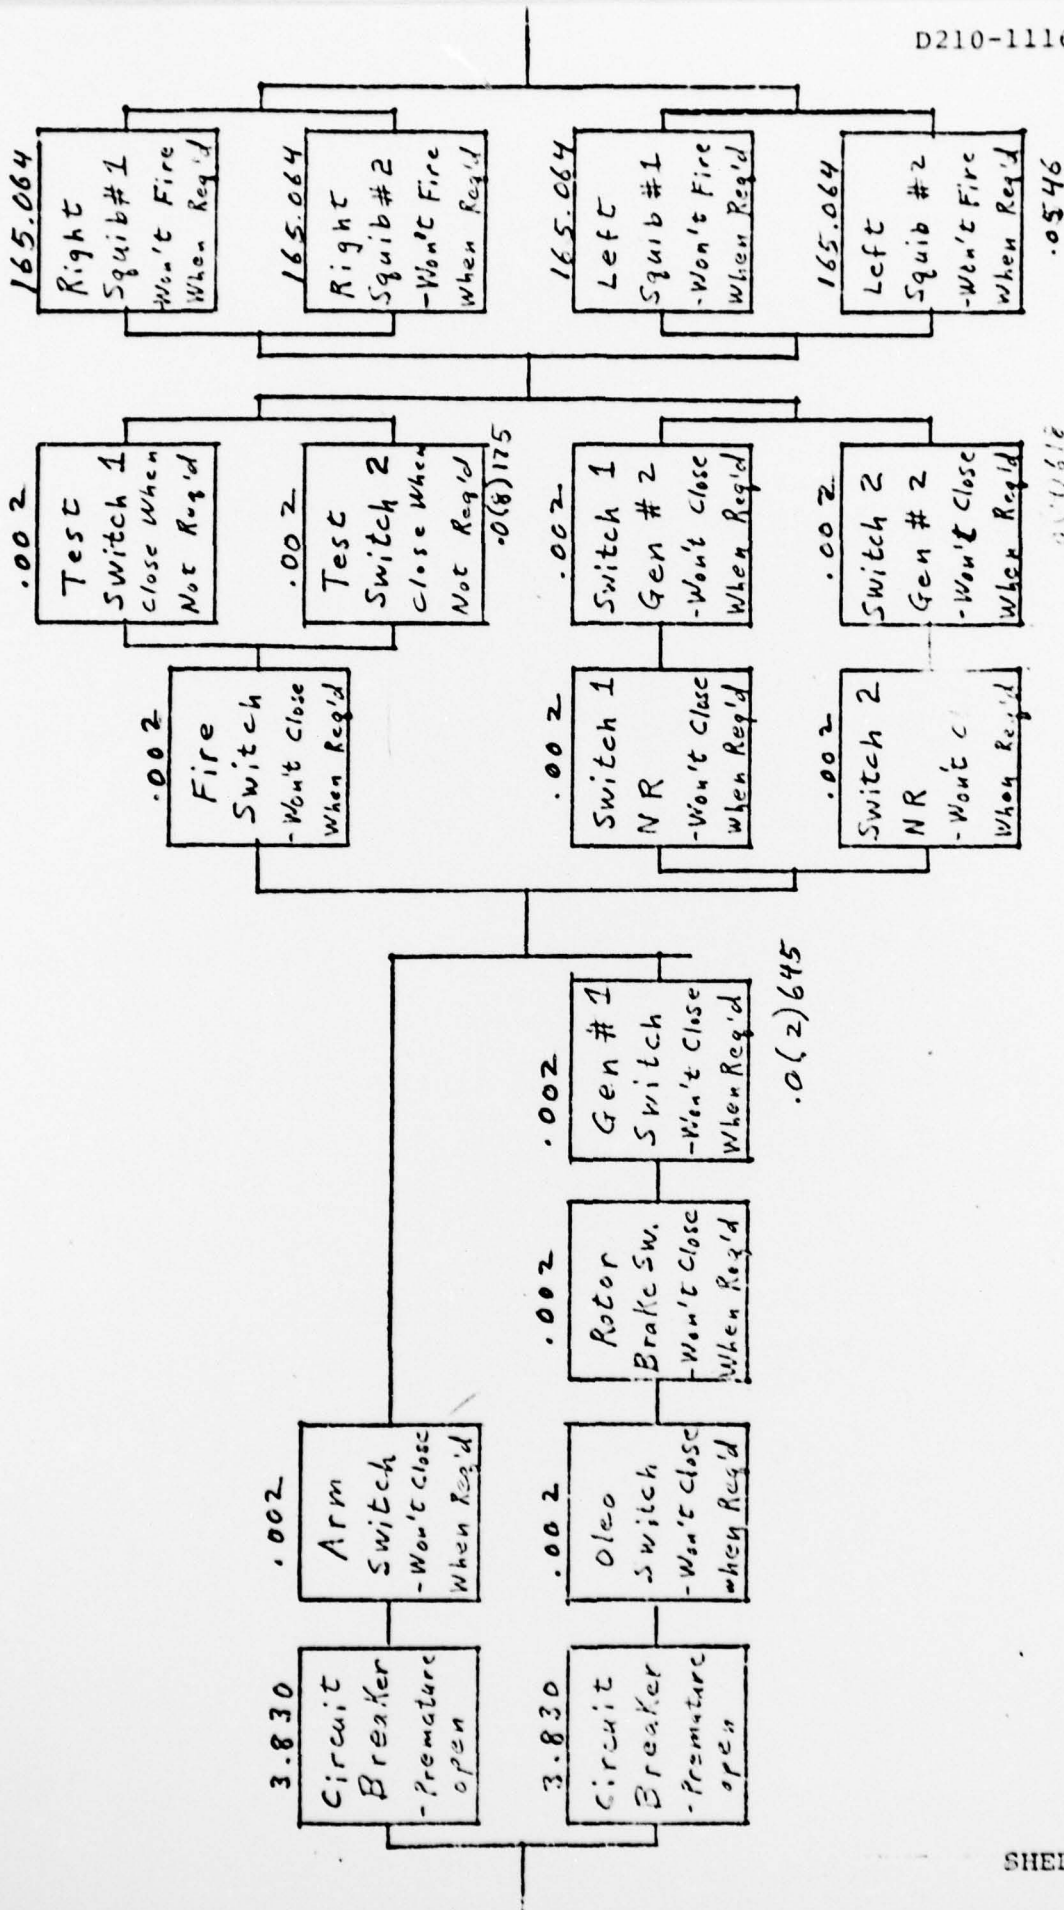 D210-111
3.830
Circuit
Breaker
-Premature
open
.002
Arm
Switch
-Won't Close
When Req'd
3.830
Circuit
Breaker
-Premature
open
.002
Oleo
Switch
-Won't Close
When Req'd
.002
Rotor
Brake Sw.
-Won't Close
When Req'd
.002
Gen #1
Switch
-Won't Close
When Req'd
.0(2)645
.002
Fire
Switch
-Won't Close
When Req'd
.002
Test
Switch 1
Close When
Not Req'd
.002
Test
Switch 2
Close When
Not Req'd
.0(8)175
.002
Switch 1
NR
-Won't Close
When Req'd
.002
Switch 1
Gen #2
-Won't Close
When Req'd
.002
Switch 2
NR
-Won't C
When Req'd
.002
Switch 2
Gen #2
-Won't Close
When Req'd
165.064
Right
Squib #1
-Won't Fire
When Req'd
165.064
Right
Squib #2
-Won't Fire
When Req'd
165.064
Left
Squib #1
-Won't Fire
When Req'd
165.064
Left
Squib #2
-Won't Fire
When Req'd
.0546
SHE